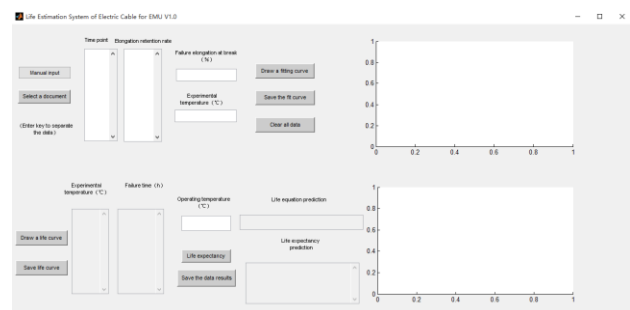 Life Estimation System of Electric Cable for EMU V1.0
Time point
Elongation retention rate
Failure elongation at break
(%)
Manual input
Select a document
(Enter key to separate
the data)
Experimental
temperature (℃)
Draw a fitting curve
Save the fit curve
Clear all data
1
0.8
0.6
0.4
0.2
0
0 0.2 0.4 0.6 0.8 1
Experimental
temperature (℃)
Failure time (h)
Operating temperature
(℃)
Life equation prediction
Draw a life curve
Save life curve
Life expectancy
Save the data results
Life expectancy
prediction
1
0.8
0.6
0.4
0.2
0
0 0.2 0.4 0.6 0.8 1